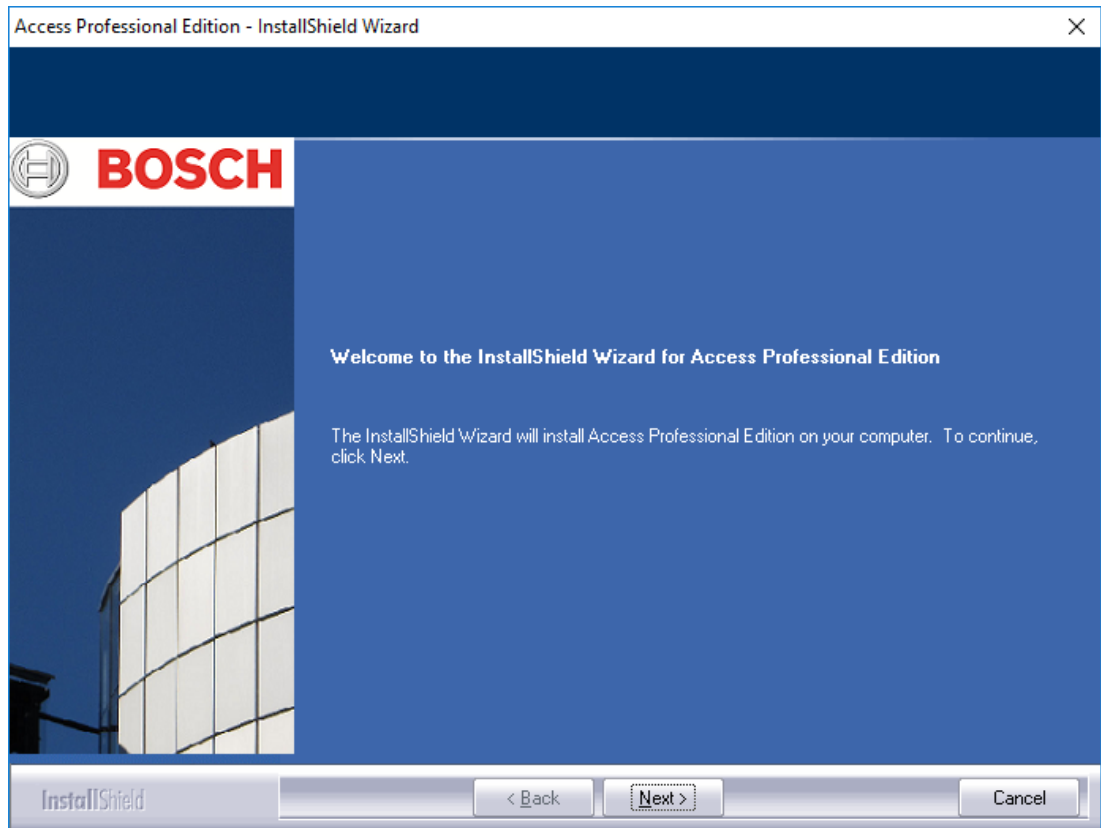 Access Professional Edition - InstallShield Wizard
BOSCH
Welcome to the InstallShield Wizard for Access Professional Edition
The InstallShield Wizard will install Access Professional Edition on your computer.  To continue,
click Next.
InstallShield
< Back
Next >
Cancel